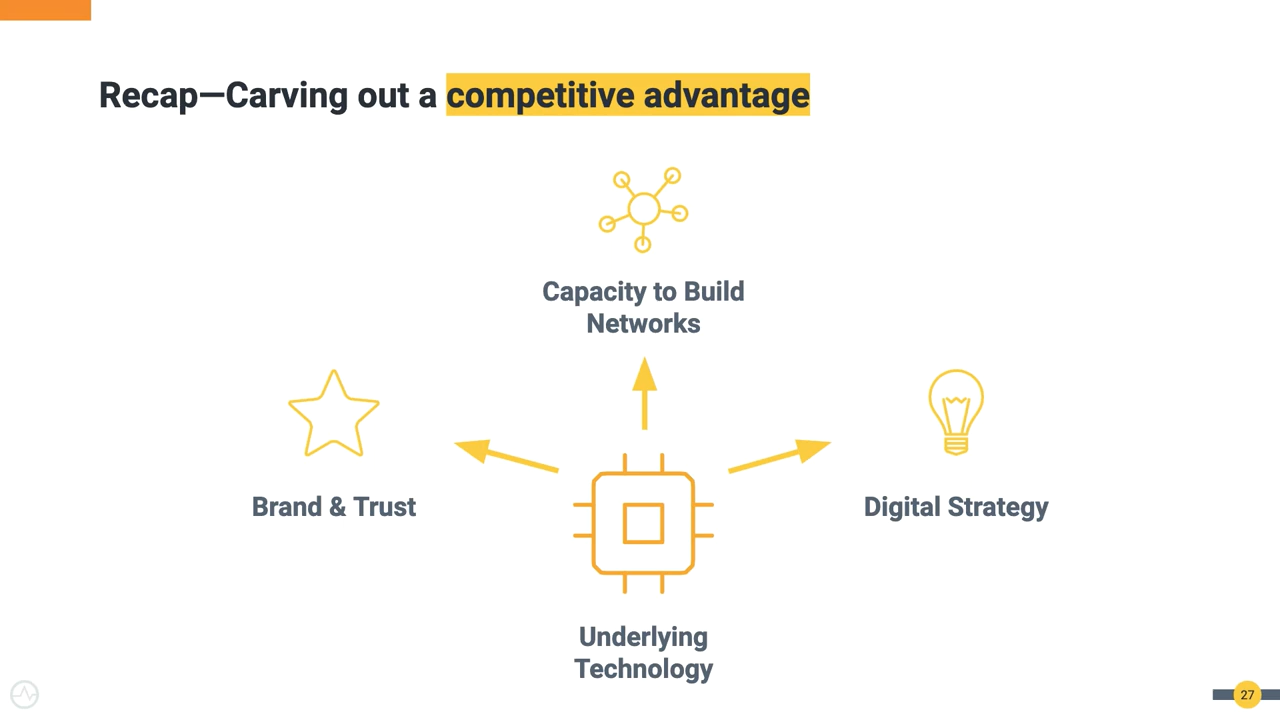 Recap—Carving out a competitive advantage
Capacity to Build
Networks
Brand & Trust
Digital Strategy
Underlying
Technology
27